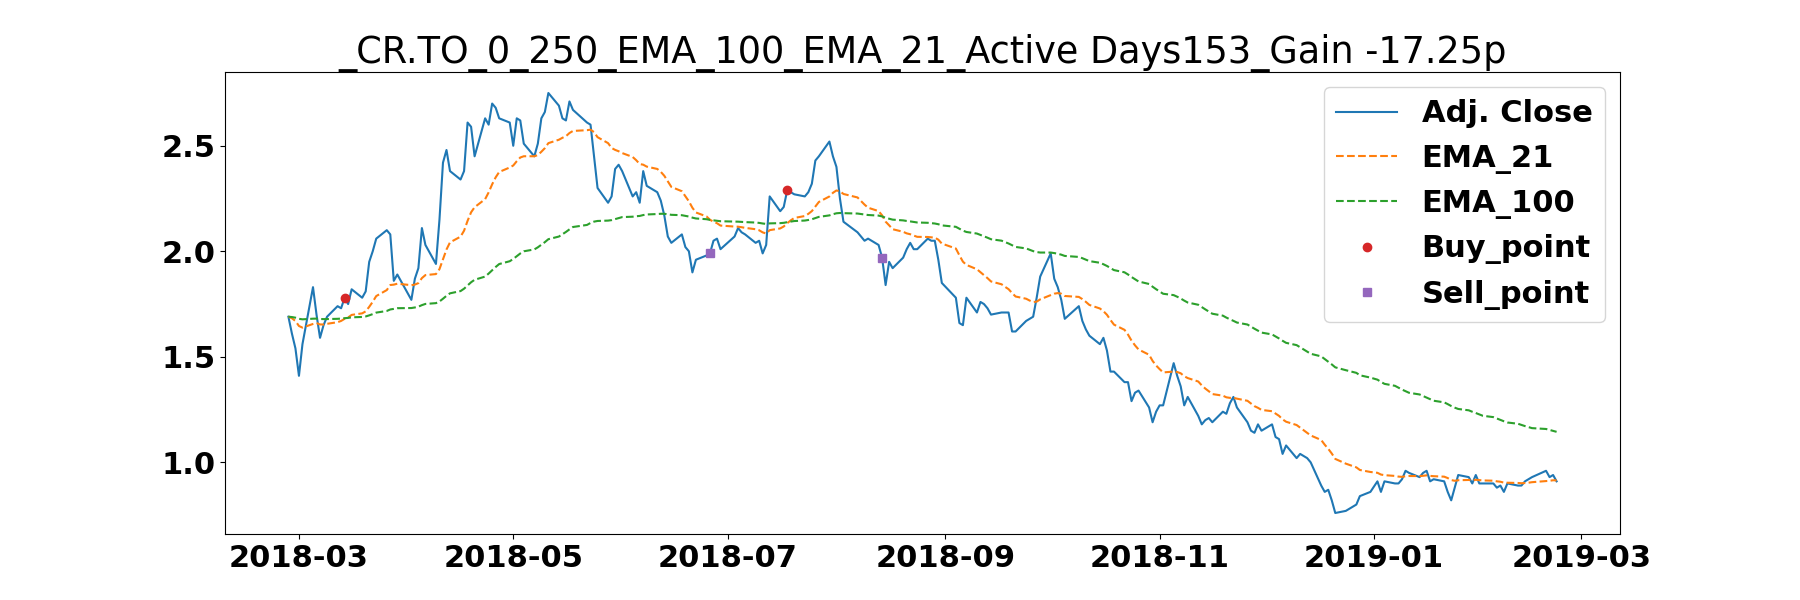 _CR.TO_0_250_EMA_100_EMA_21_Active Days153_Gain -17.25p
Adj. Close
EMA_21
EMA_100
Buy_point
Sell_point
2.5
2.0
1.5
1.0
2018-03 2018-05 2018-07 2018-09 2018-11 2019-01 2019-03